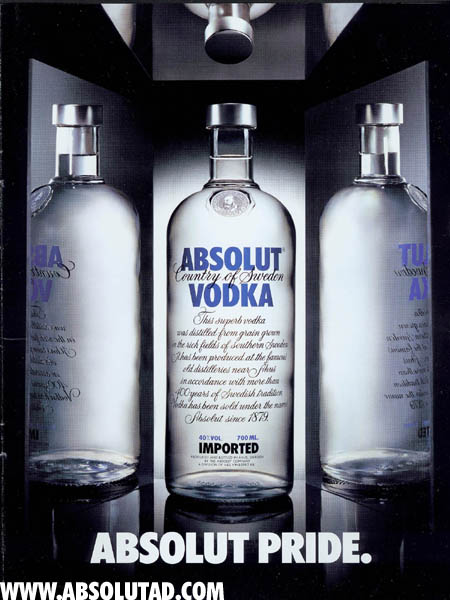 ABSOLUT
Country of Sweden
VODKA
This superb vodka
was distilled from grain grown
in the rich fields of southern Sweden.
It has been produced at the famous
old distilleries near Åhus
in accordance with more than
400 years of Swedish tradition.
Vodka has been sold under the name
Absolut since 1879.
40% VOL. 700 ML.
IMPORTED
ABSOLUT PRIDE.
WWW.ABSOLUTAD.COM